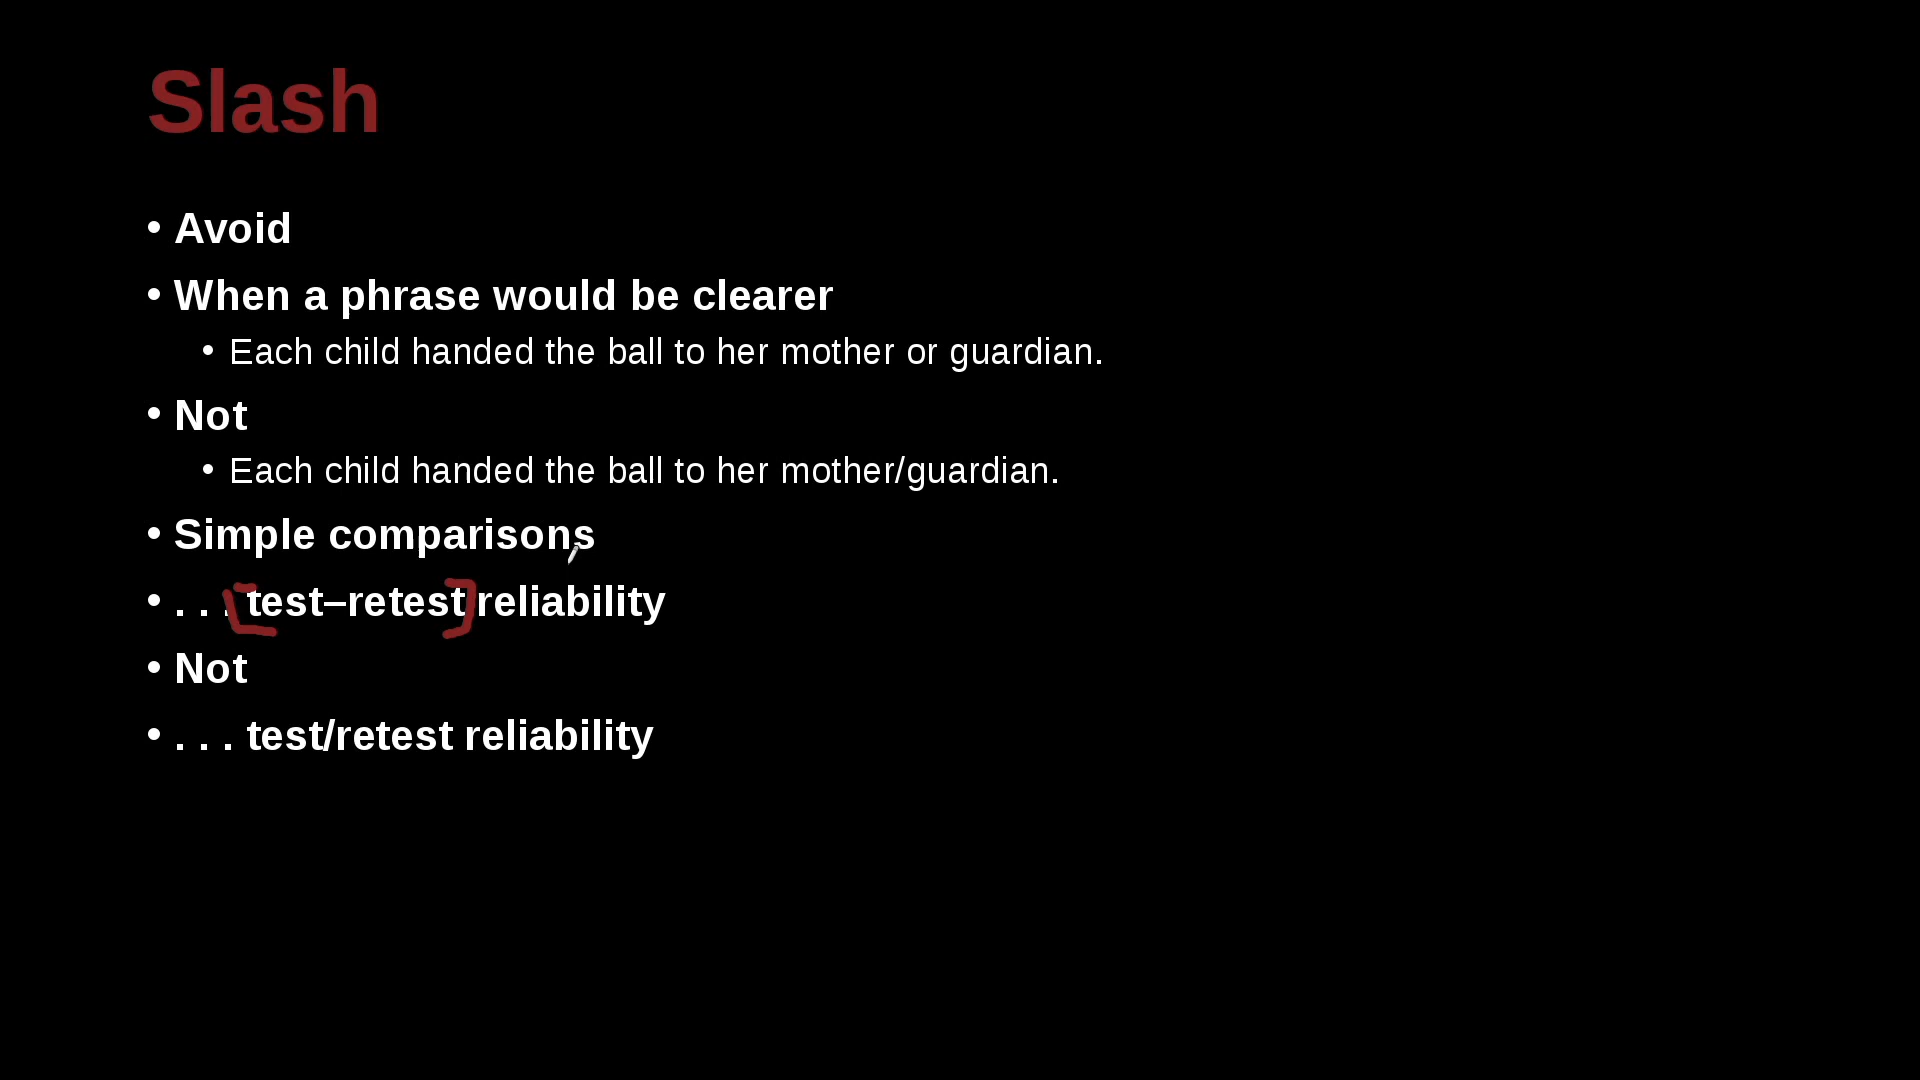 Slash
• Avoid
• When a phrase would be clearer
• Each child handed the ball to her mother or guardian.
• Not
• Each child handed the ball to her mother/guardian.
• Simple comparisons
• . . . test–retest reliability
• Not
• . . . test/retest reliability